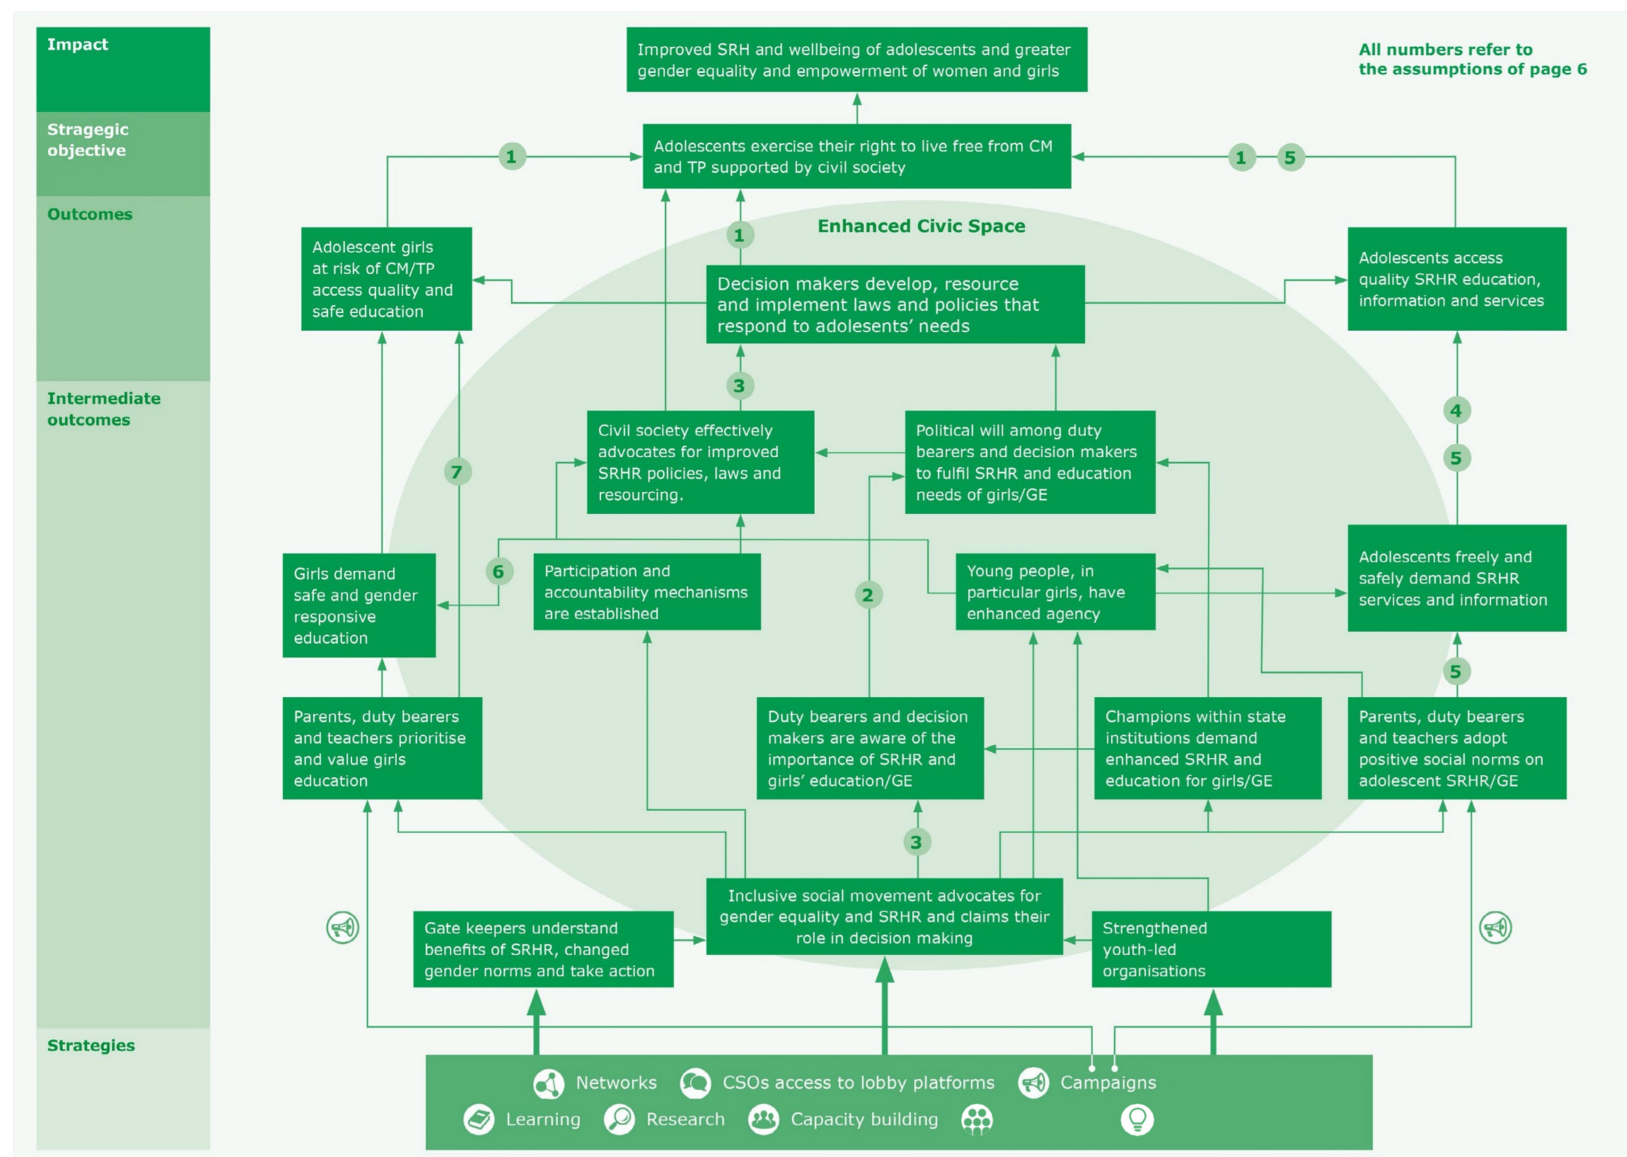 Impact
Improved SRH and wellbeing of adolescents and greater
gender equality and empowerment of women and girls
All numbers refer to
the assumptions of page 6
Stragegic
objective
Adolescents exercise their right to live free from CM
and TP supported by civil society
1
1
5
Outcomes
Enhanced Civic Space
1
Adolescent girls
at risk of CM/TP
access quality and
safe education
Decision makers develop, resource
and implement laws and policies that
respond to adolesents’ needs
Adolescents access
quality SRHR education,
information and services
Intermediate
outcomes
3
4
5
7
Civil society effectively
advocates for improved
SRHR policies, laws and
resourcing.
Political will among duty
bearers and decision makers
to fulfil SRHR and education
needs of girls/GE
Girls demand
safe and gender
responsive
education
6
Participation and
accountability mechanisms
are established
2
Young people, in
particular girls, have
enhanced agency
Adolescents freely and
safely demand SRHR
services and information
5
Parents, duty bearers
and teachers prioritise
and value girls
education
Duty bearers and decision
makers are aware of the
importance of SRHR and
girls’ education/GE
Champions within state
institutions demand
enhanced SRHR and
education for girls/GE
Parents, duty bearers
and teachers adopt
positive social norms on
adolescent SRHR/GE
3
Gate keepers understand
benefits of SRHR, changed
gender norms and take action
Inclusive social movement advocates for
gender equality and SRHR and claims their
role in decision making
Strengthened
youth-led
organisations
Strategies
Networks
CSOs access to lobby platforms
Campaigns
Learning
Research
Capacity building